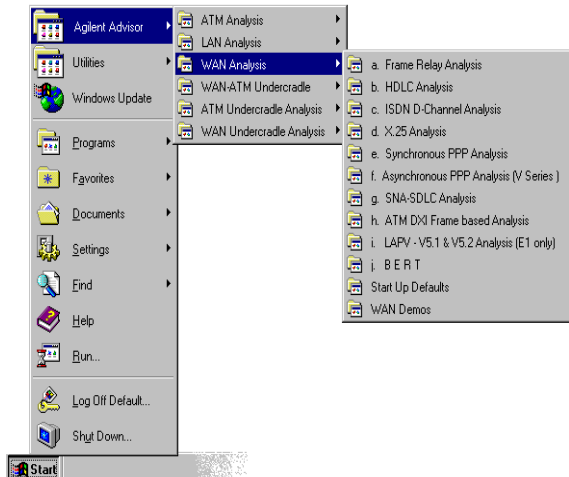 Agilent Advisor
Utilities
Windows Update
Programs
Favorites
Documents
Settings
Find
Help
Run...
Log Off Default...
Shut Down...
Start
ATM Analysis
LAN Analysis
WAN Analysis
WAN-ATM Undercradle
ATM Undercradle Analysis
WAN Undercradle Analysis
a. Frame Relay Analysis
b. HDLC Analysis
c. ISDN D-Channel Analysis
d. X.25 Analysis
e. Synchronous PPP Analysis
f. Asynchronous PPP Analysis (V Series )
g. SNA-SDLC Analysis
h. ATM DXI Frame based Analysis
i. LAPV - V5.1 & V5.2 Analysis (E1 only)
j. B E R T
Start Up Defaults
WAN Demos